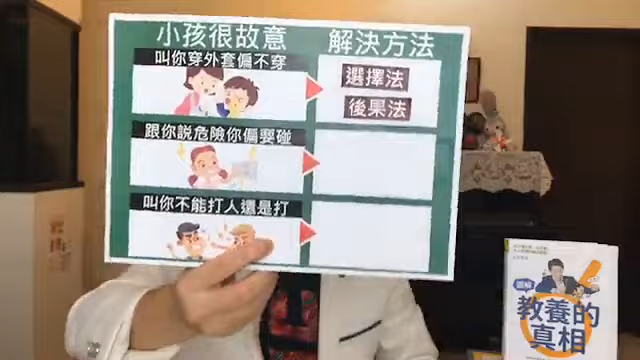 小孩很故意
解決方法
叫你穿外套偏不穿
選擇法
後果法
跟你説危險你偏要碰
叫你不能打人還是打
圖解
教養的
真相